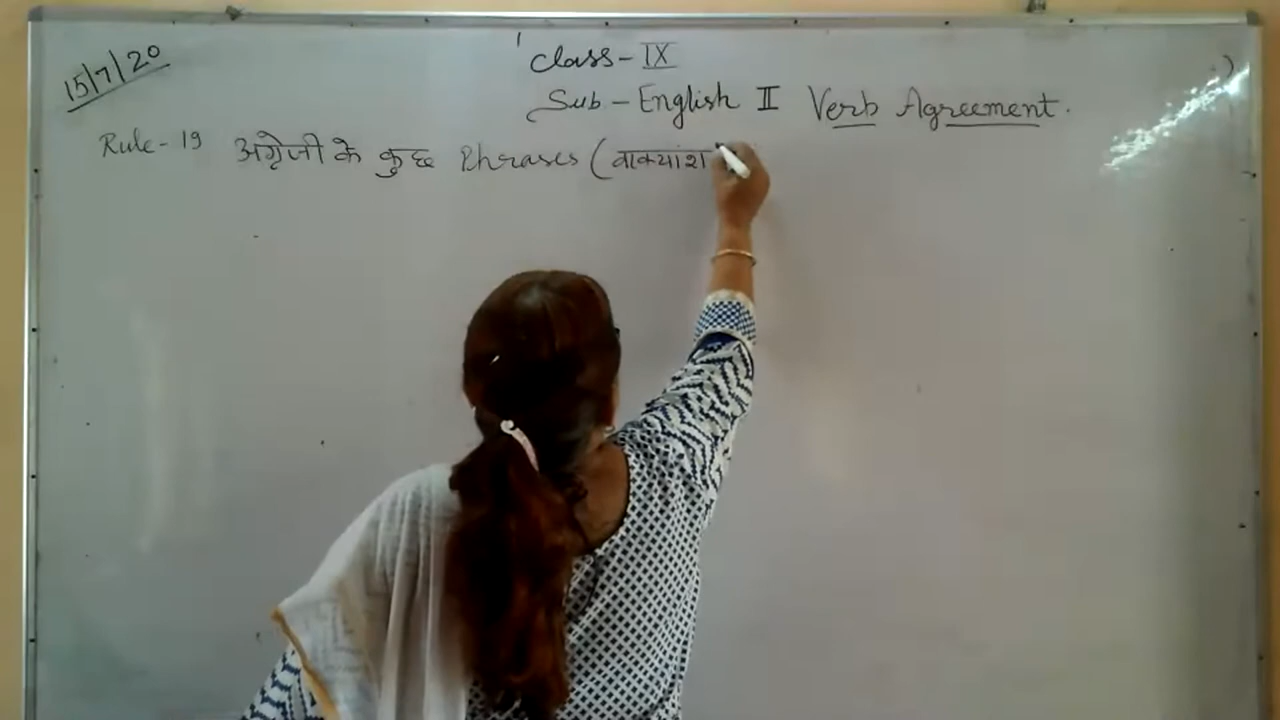 15/7/20
Class - IX
Sub - English II Verb Agreement.
Rule - 19 अंग्रेजी के कुछ Phrases (वाक्याश